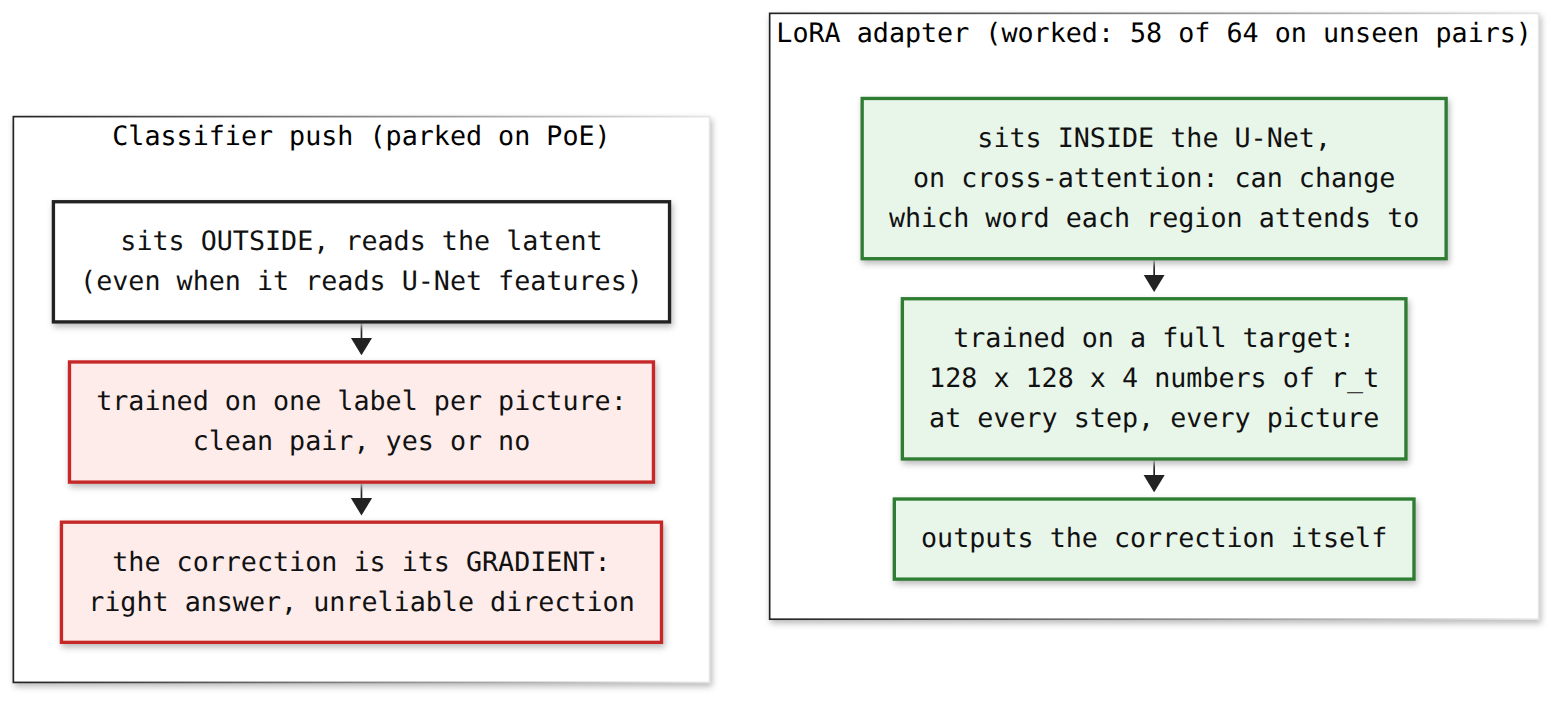 Classifier push (parked on PoE)
sits OUTSIDE, reads the latent
(even when it reads U-Net features)
trained on one label per picture:
clean pair, yes or no
the correction is its GRADIENT:
right answer, unreliable direction
LoRA adapter (worked: 58 of 64 on unseen pairs)
sits INSIDE the U-Net,
on cross-attention: can change
which word each region attends to
trained on a full target:
128 x 128 x 4 numbers of r_t
at every step, every picture
outputs the correction itself